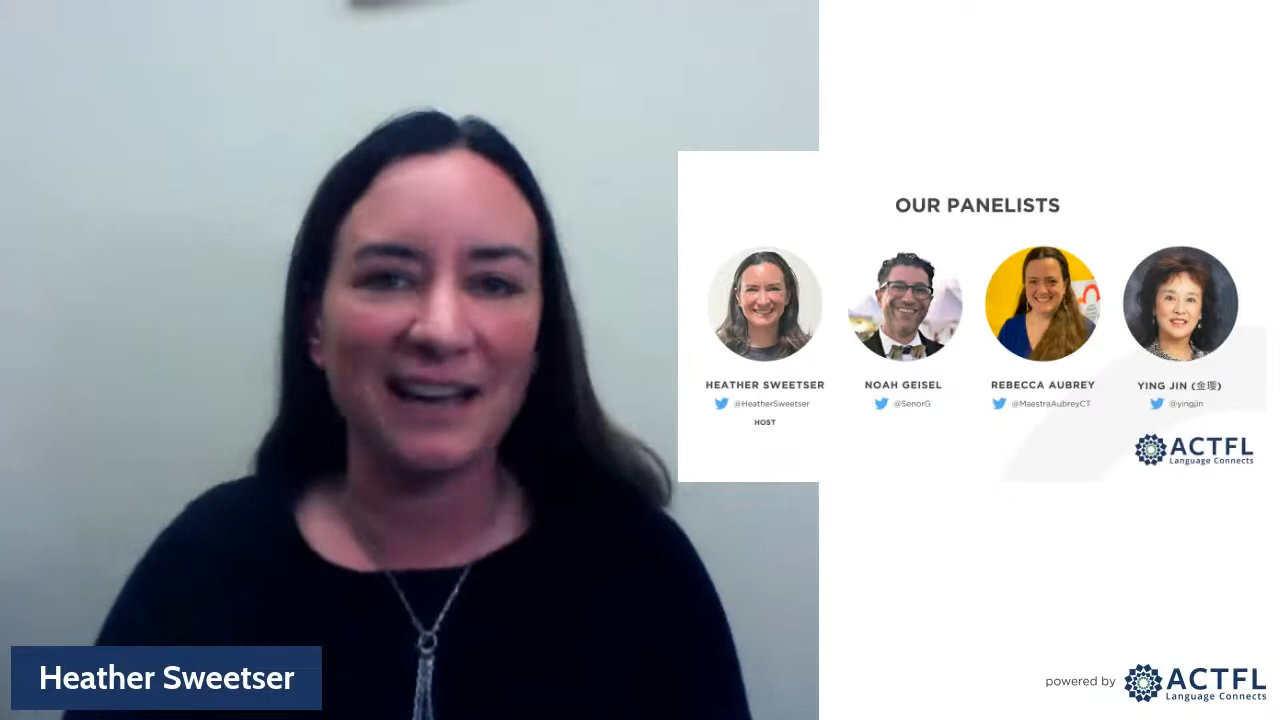 OUR PANELISTS
HEATHER SWEETSER
@HeatherSweetser
HOST
NOAH GEISEL
@SenorG
REBECCA AUBREY
@MaestraAubreyCT
YING JIN (金璎)
@yingjin
ACTFL
Language Connects
Heather Sweetser
powered by
ACTFL
Language Connects